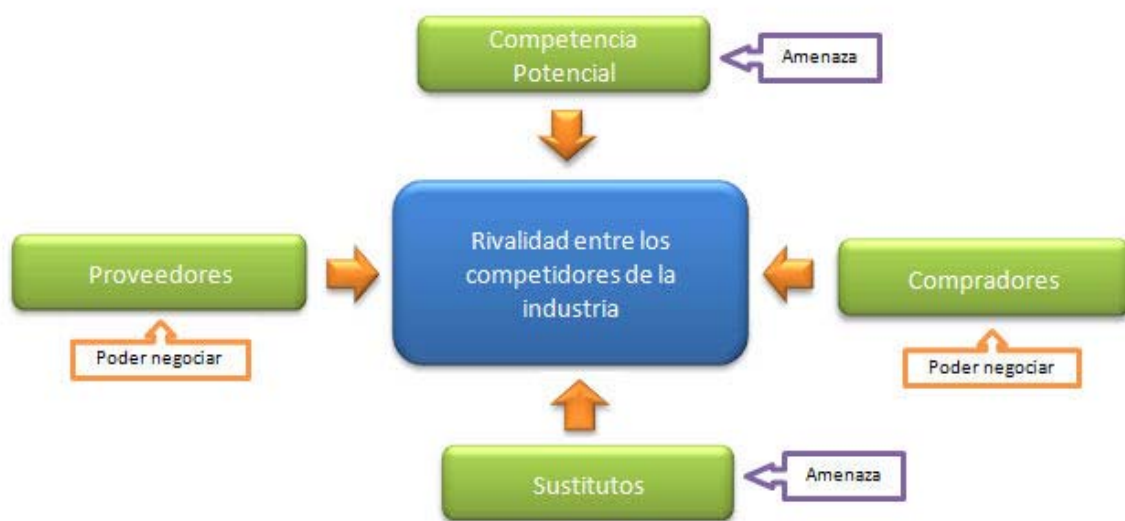 Competencia
Potencial
Amenaza
Rivalidad entre los
competidores de la
industria
Proveedores
Compradores
Poder negociar
Poder negociar
Sustitutos
Amenaza